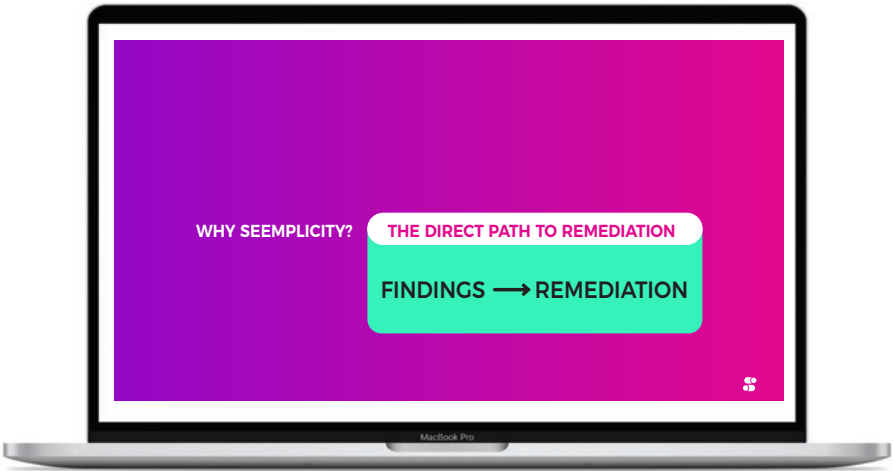 WHY SEEMPLICITY?
THE DIRECT PATH TO REMEDIATION
FINDINGS → REMEDIATION
MacBook Pro